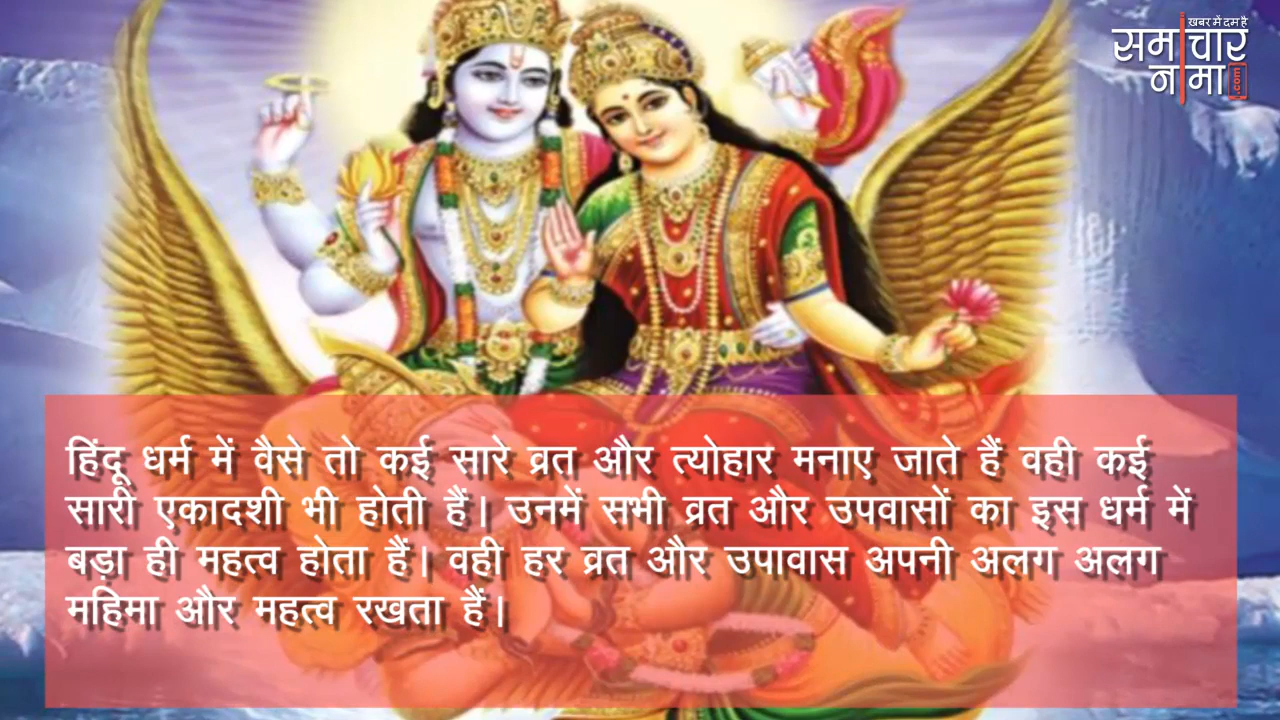 खबर में दम है
समाचार
नामा
.com
हिंदू धर्म में वैसे तो कई सारे व्रत और त्योहार मनाए जाते हैं वही कई
सारी एकादशी भी होती हैं। उनमें सभी व्रत और उपवासों का इस धर्म में
बड़ा ही महत्व होता हैं। वही हर व्रत और उपावास अपनी अलग अलग
महिमा और महत्व रखता हैं।